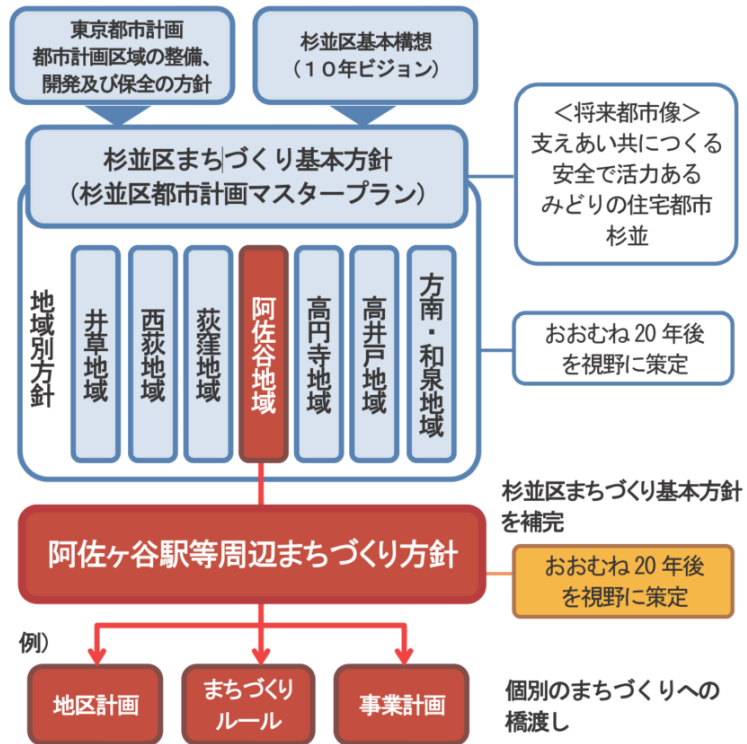 東京都市計画
都市計画区域の整備、
開発及び保全の方針
杉並区基本構想
（１０年ビジョン）
杉並区まちづくり基本方針
（杉並区都市計画マスタープラン）
＜将来都市像＞
支えあい共につくる
安全で活力ある
みどりの住宅都市
杉並
地域別方針
井草地域
西荻地域
荻窪地域
阿佐谷地域
高円寺地域
高井戸地域
方南・和泉地域
おおむね 20 年後
を視野に策定
杉並区まちづくり基本方針
を補完
阿佐ヶ谷駅等周辺まちづくり方針
おおむね 20 年後
を視野に策定
例）
地区計画
まちづくり
ルール
事業計画
個別のまちづくりへの
橋渡し